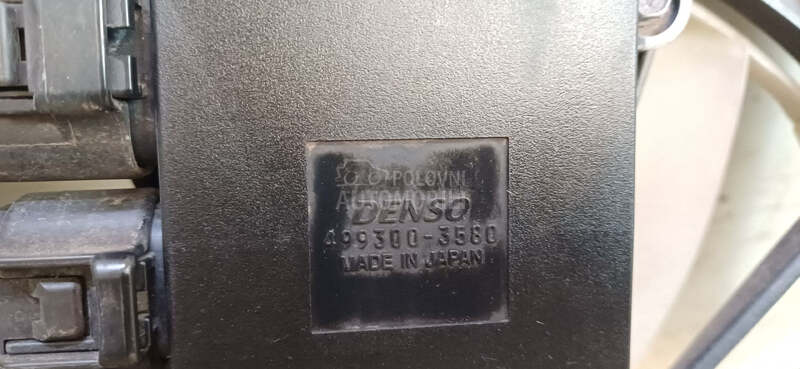 POLOVNI
AUTOMOBILI
DENSO
499300-3580
MADE IN JAPAN